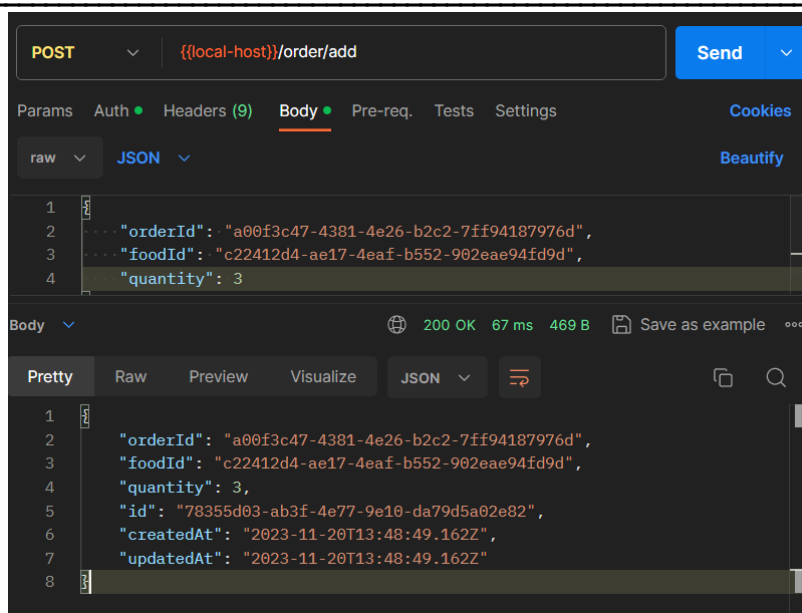 POST {{local-host}}/order/add Send
Params Auth Headers (9) Body Pre-req. Tests Settings Cookies
raw JSON Beautify
1 {
2 "orderId": "a00f3c47-4381-4e26-b2c2-7ff94187976d",
3 "foodId": "c22412d4-ae17-4eaf-b552-902eae94fd9d",
4 "quantity": 3
Body 200 OK 67 ms 469 B Save as example
Pretty Raw Preview Visualize JSON
1 {
2 "orderId": "a00f3c47-4381-4e26-b2c2-7ff94187976d",
3 "foodId": "c22412d4-ae17-4eaf-b552-902eae94fd9d",
4 "quantity": 3,
5 "id": "78355d03-ab3f-4e77-9e10-da79d5a02e82",
6 "createdAt": "2023-11-20T13:48:49.162Z",
7 "updatedAt": "2023-11-20T13:48:49.162Z"
8 }